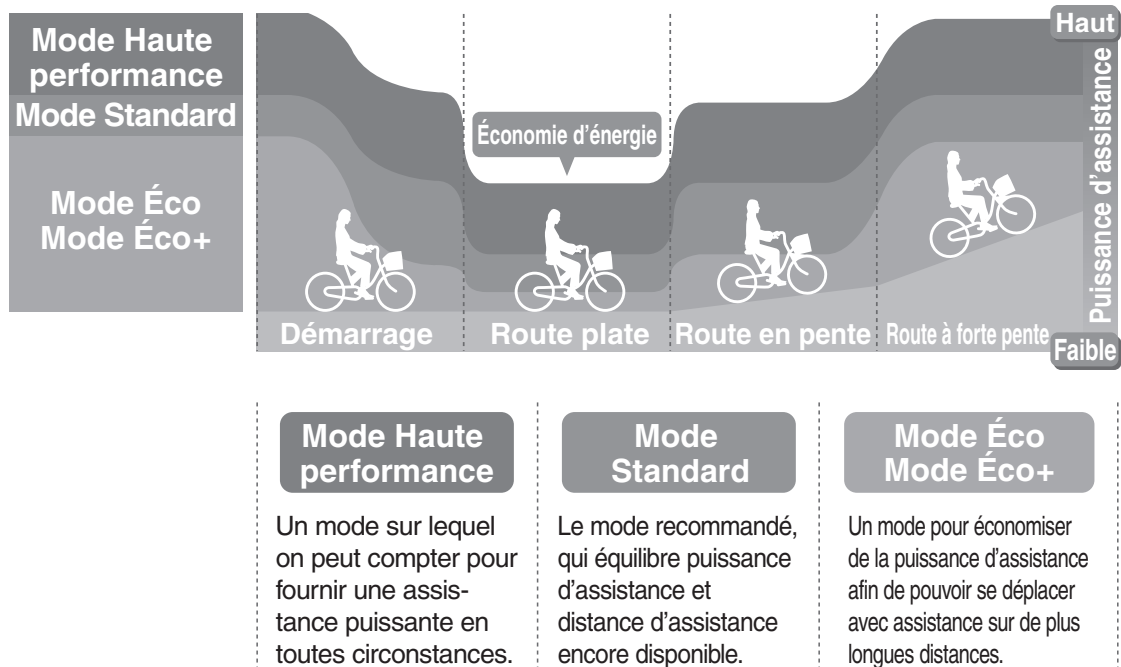 Mode Haute
performance
Mode Standard
Mode Éco
Mode Éco+
Économie d'énergie
Haut
Puissance d'assistance
Faible
Démarrage
Route plate
Route en pente
Route à forte pente
Mode Haute
performance
Un mode sur lequel
on peut compter pour
fournir une assis-
tance puissante en
toutes circonstances.
Mode
Standard
Le mode recommandé,
qui équilibre puissance
d'assistance et
distance d'assistance
encore disponible.
Mode Éco
Mode Éco+
Un mode pour économiser
de la puissance d'assistance
afin de pouvoir se déplacer
avec assistance sur de plus
longues distances.